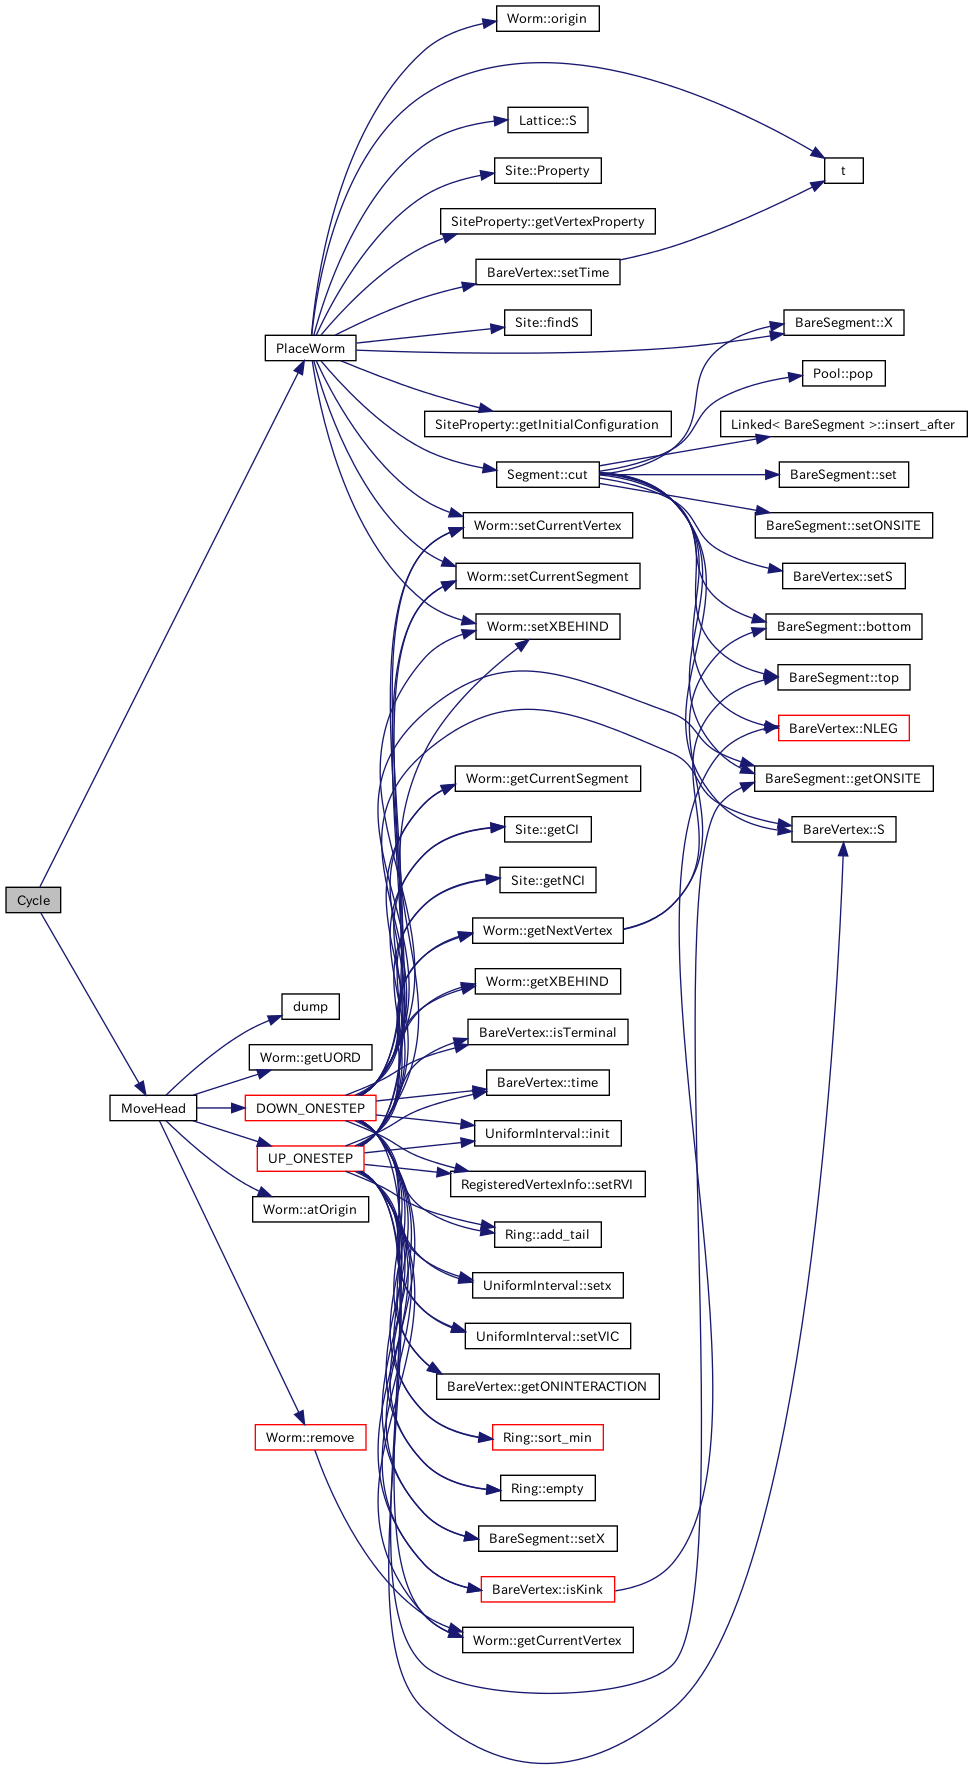 Worm::origin
Lattice::S
Site::Property
t
SiteProperty::getVertexProperty
BareVertex::setTime
Site::findS
BareSegment::X
PlaceWorm
Pool::pop
SiteProperty::getInitialConfiguration
Linked< BareSegment >::insert_after
Segment::cut
BareSegment::set
Worm::setCurrentVertex
BareSegment::setONSITE
Worm::setCurrentSegment
BareVertex::setS
Worm::setXBEHIND
BareSegment::bottom
BareSegment::top
BareVertex::NLEG
Worm::getCurrentSegment
BareSegment::getONSITE
Site::getCI
BareVertex::S
Site::getNCI
Cycle
Worm::getNextVertex
Worm::getXBEHIND
dump
BareVertex::isTerminal
Worm::getUORD
BareVertex::time
MoveHead
DOWN_ONESTEP
UniformInterval::init
UP_ONESTEP
RegisteredVertexInfo::setRVI
Worm::atOrigin
Ring::add_tail
UniformInterval::setx
UniformInterval::setVIC
BareVertex::getONINTERACTION
Worm::remove
Ring::sort_min
Ring::empty
BareSegment::setX
BareVertex::isKink
Worm::getCurrentVertex